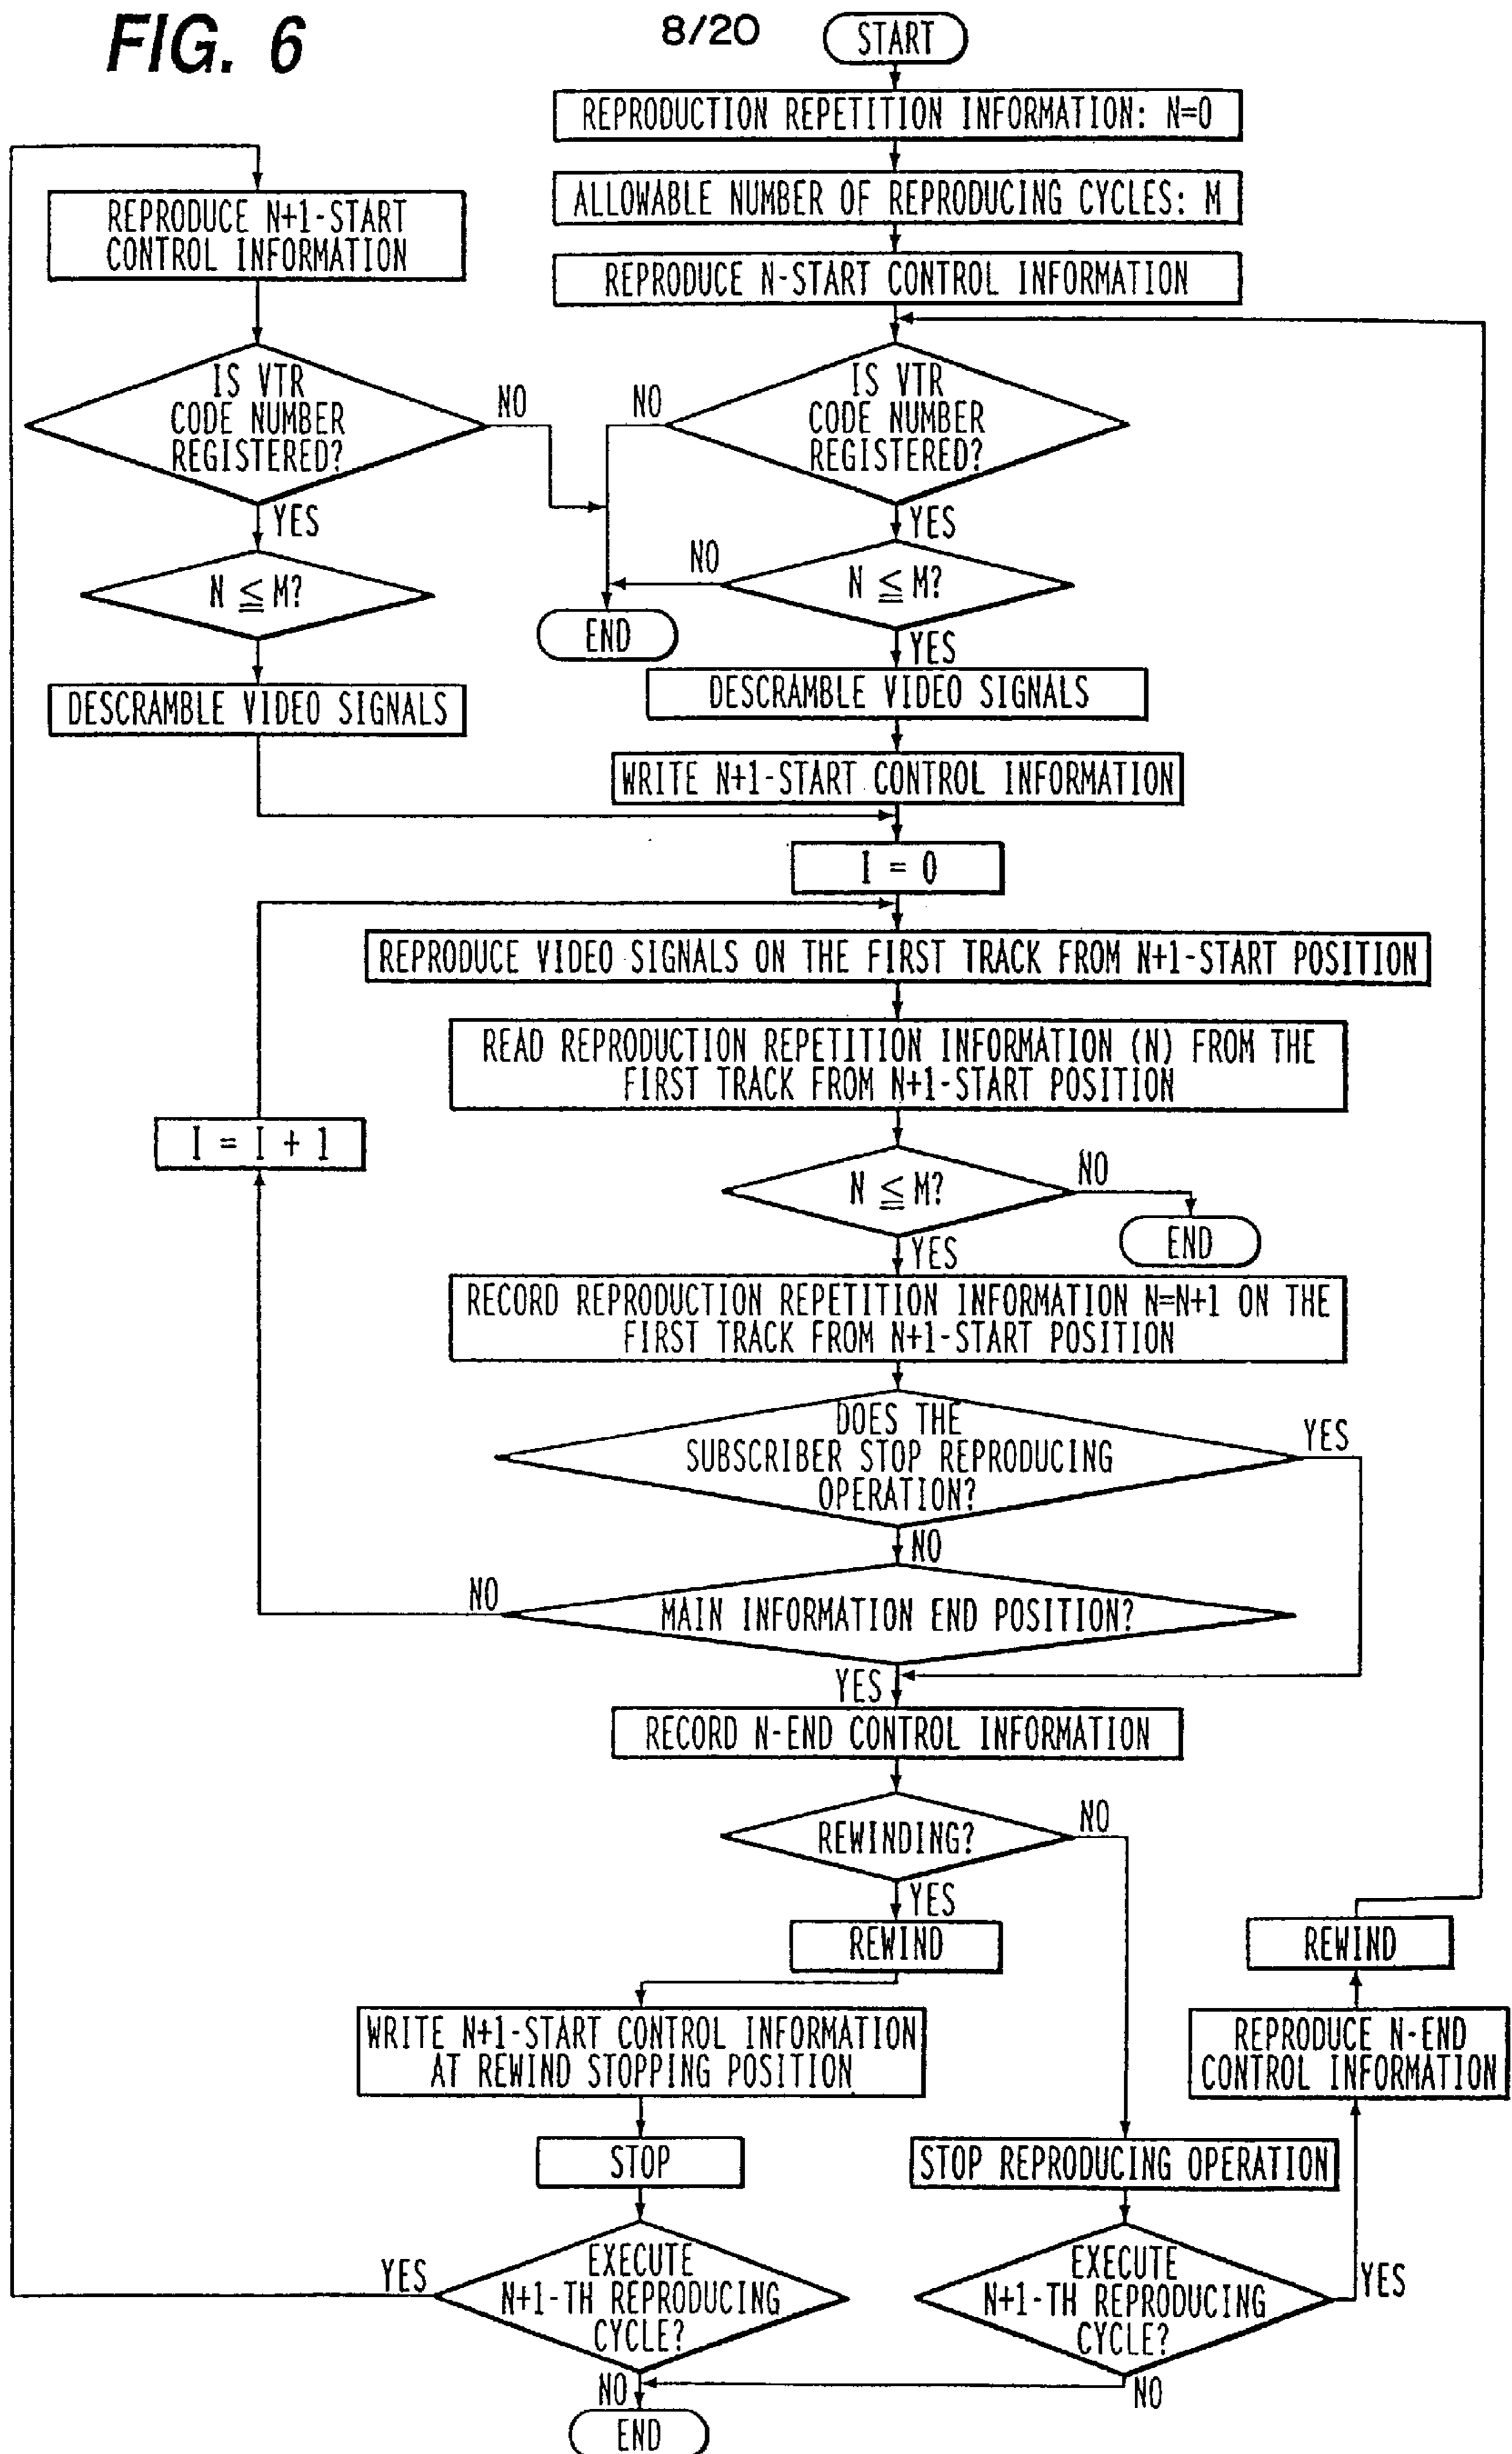 FIG. 6
8/20
START
REPRODUCTION REPETITION INFORMATION: N=0
ALLOWABLE NUMBER OF REPRODUCING CYCLES: M
REPRODUCE N-START CONTROL INFORMATION
REPRODUCE N+1-START
CONTROL INFORMATION
IS VTR
CODE NUMBER
REGISTERED?
NO
YES
N ≦ M?
DESCRAMBLE VIDEO SIGNALS
NO
IS VTR
CODE NUMBER
REGISTERED?
YES
NO
N ≦ M?
END
YES
DESCRAMBLE VIDEO SIGNALS
WRITE N+1-START CONTROL INFORMATION
I = 0
REPRODUCE VIDEO SIGNALS ON THE FIRST TRACK FROM N+1-START POSITION
READ REPRODUCTION REPETITION INFORMATION (N) FROM THE
FIRST TRACK FROM N+1-START POSITION
I = I + 1
N ≦ M?
NO
END
YES
RECORD REPRODUCTION REPETITION INFORMATION N=N+1 ON THE
FIRST TRACK FROM N+1-START POSITION
DOES THE
SUBSCRIBER STOP REPRODUCING
OPERATION?
YES
NO
NO
MAIN INFORMATION END POSITION?
YES
RECORD N-END CONTROL INFORMATION
REWINDING?
NO
YES
REWIND
REWIND
WRITE N+1-START CONTROL INFORMATION
AT REWIND STOPPING POSITION
REPRODUCE N-END
CONTROL INFORMATION
STOP
STOP REPRODUCING OPERATION
YES
EXECUTE
N+1-TH REPRODUCING
CYCLE?
EXECUTE
N+1-TH REPRODUCING
CYCLE?
YES
NO
NO
END